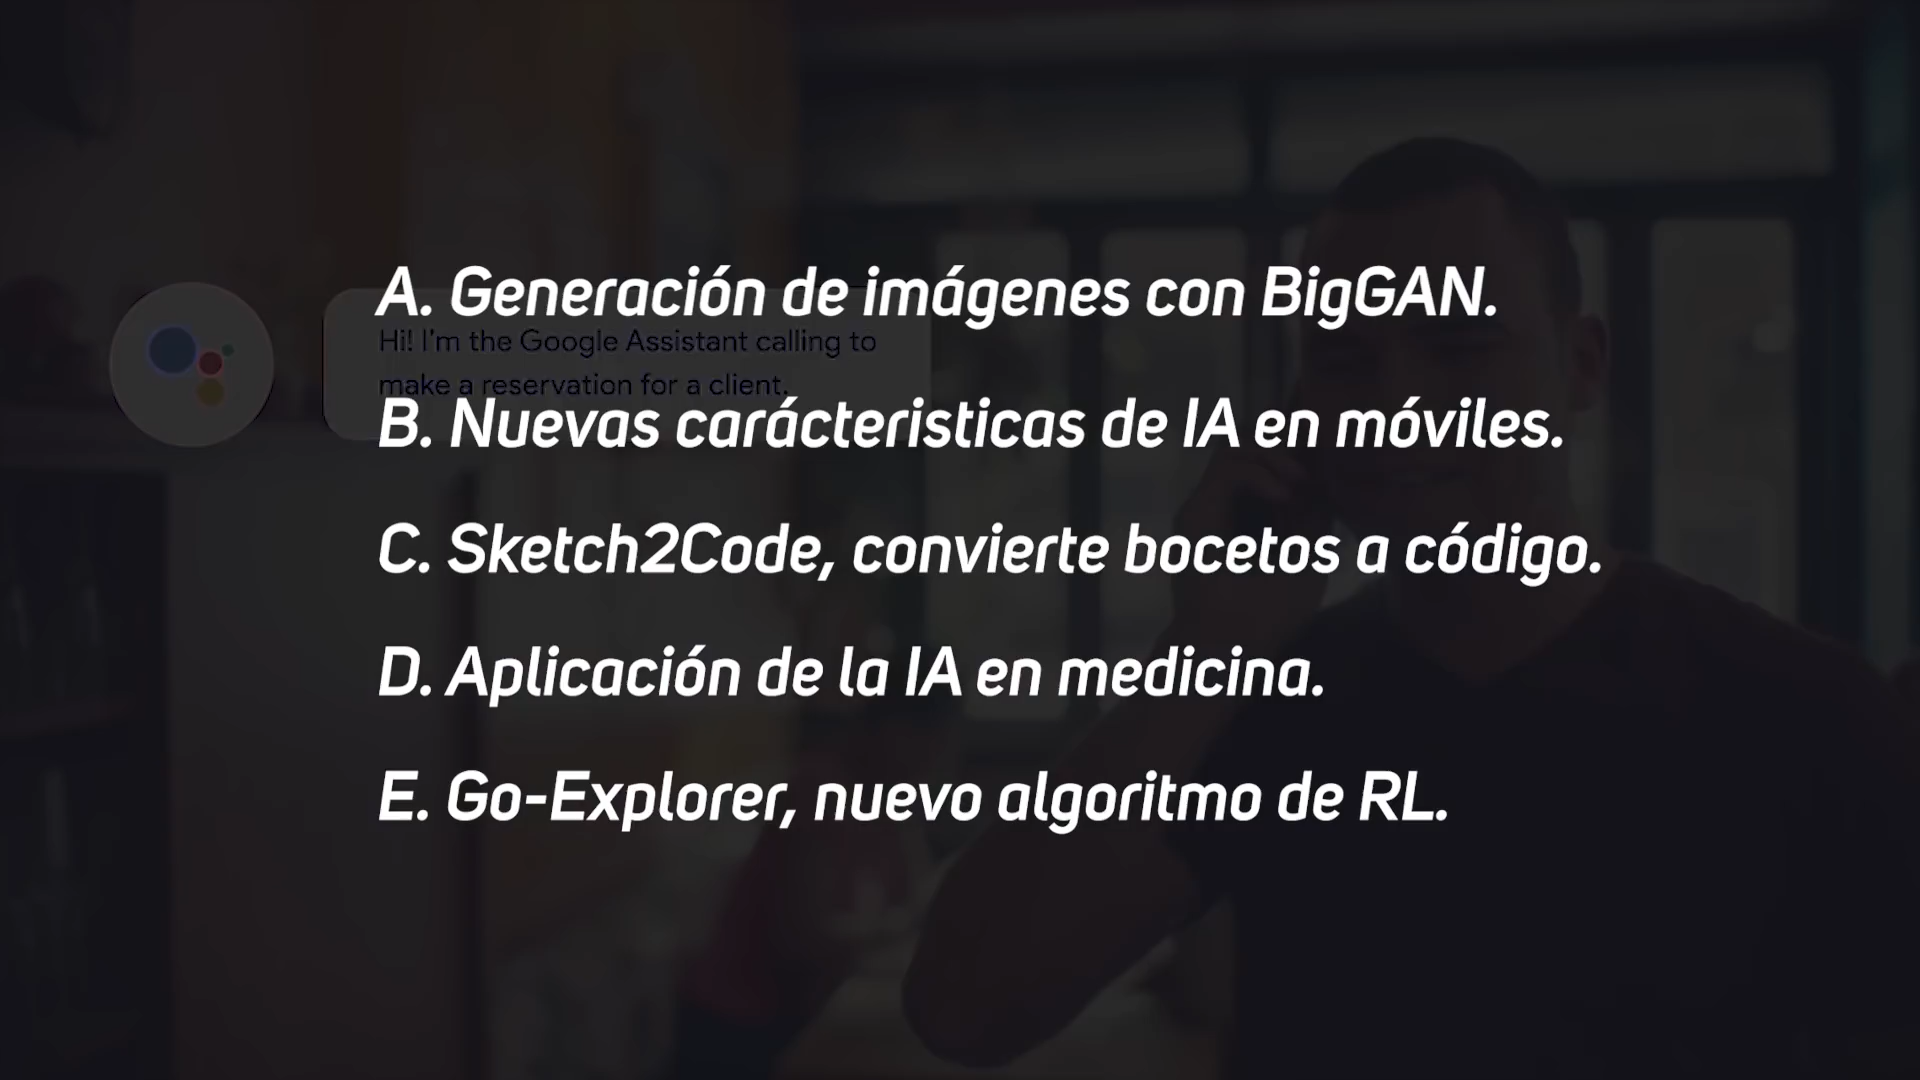 A. Generación de imágenes con BigGAN.
Hi! I'm the Google Assistant calling to
make a reservation for a client.
B. Nuevas carácteristicas de IA en móviles.
C. Sketch2Code, convierte bocetos a código.
D. Aplicación de la IA en medicina.
E. Go-Explorer, nuevo algoritmo de RL.